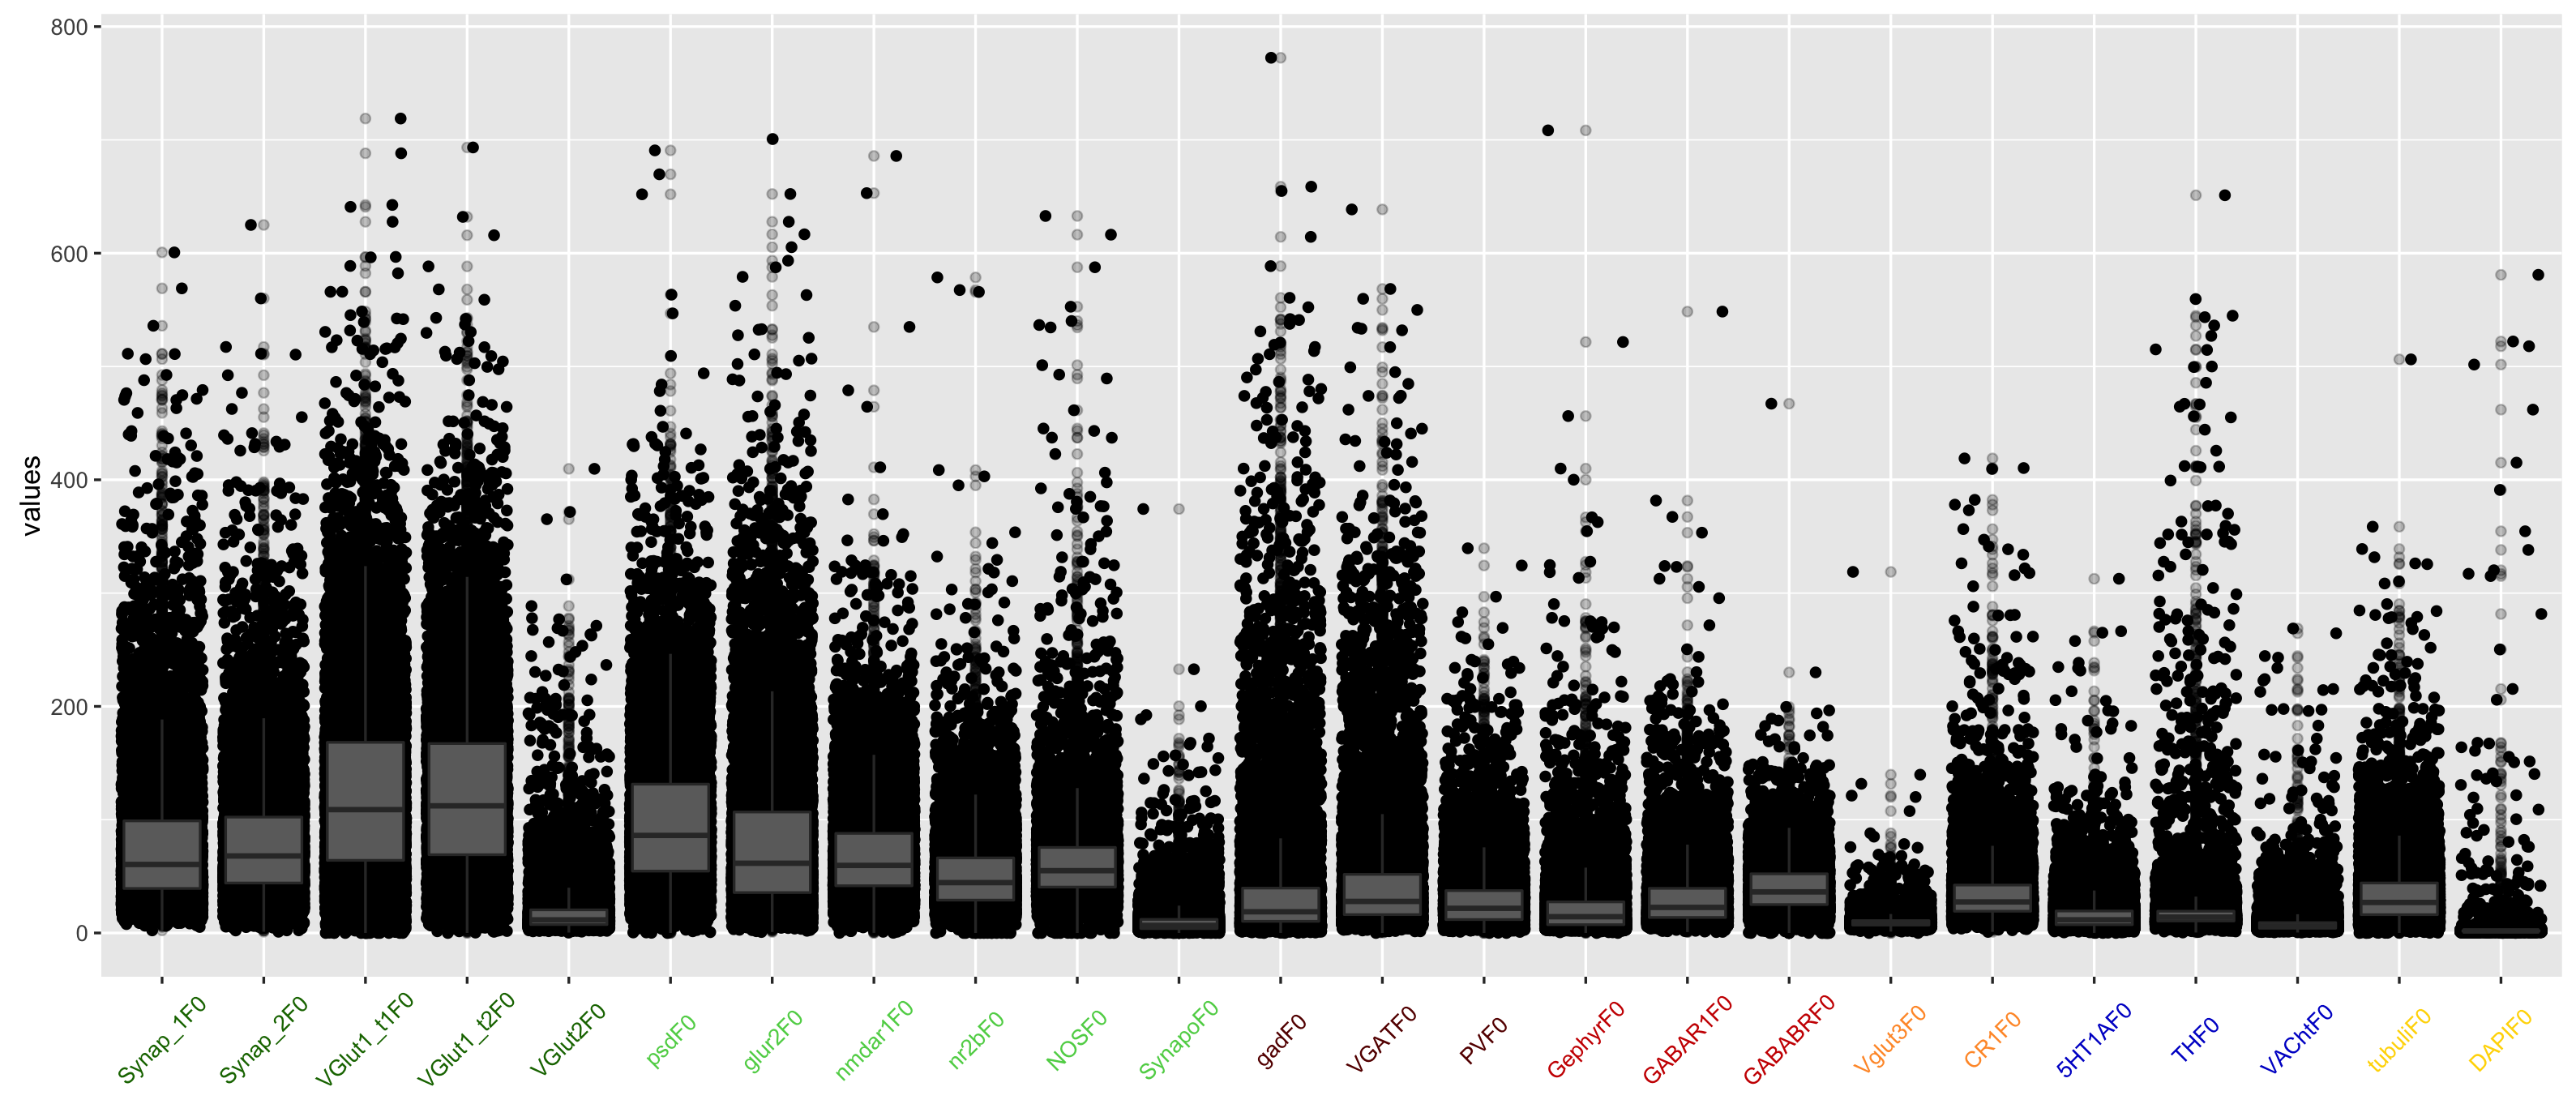 800
600
400
200
0
values
Synap_1F0
Synap_2F0
VGlut1_t1F0
VGlut1_t2F0
VGlut2F0
psdF0
glur2F0
nmdar1F0
nr2bF0
NOSF0
SynapoF0
gadF0
VGATF0
PVF0
GephyrF0
GABAR1F0
GABABRF0
Vglut3F0
CR1F0
5HT1AF0
THF0
VAChtF0
tubuliF0
DAPIF0